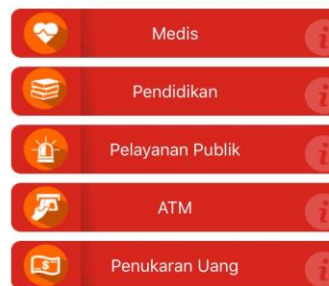 Medis
Pendidikan
Pelayanan Publik
ATM
Penukaran Uang